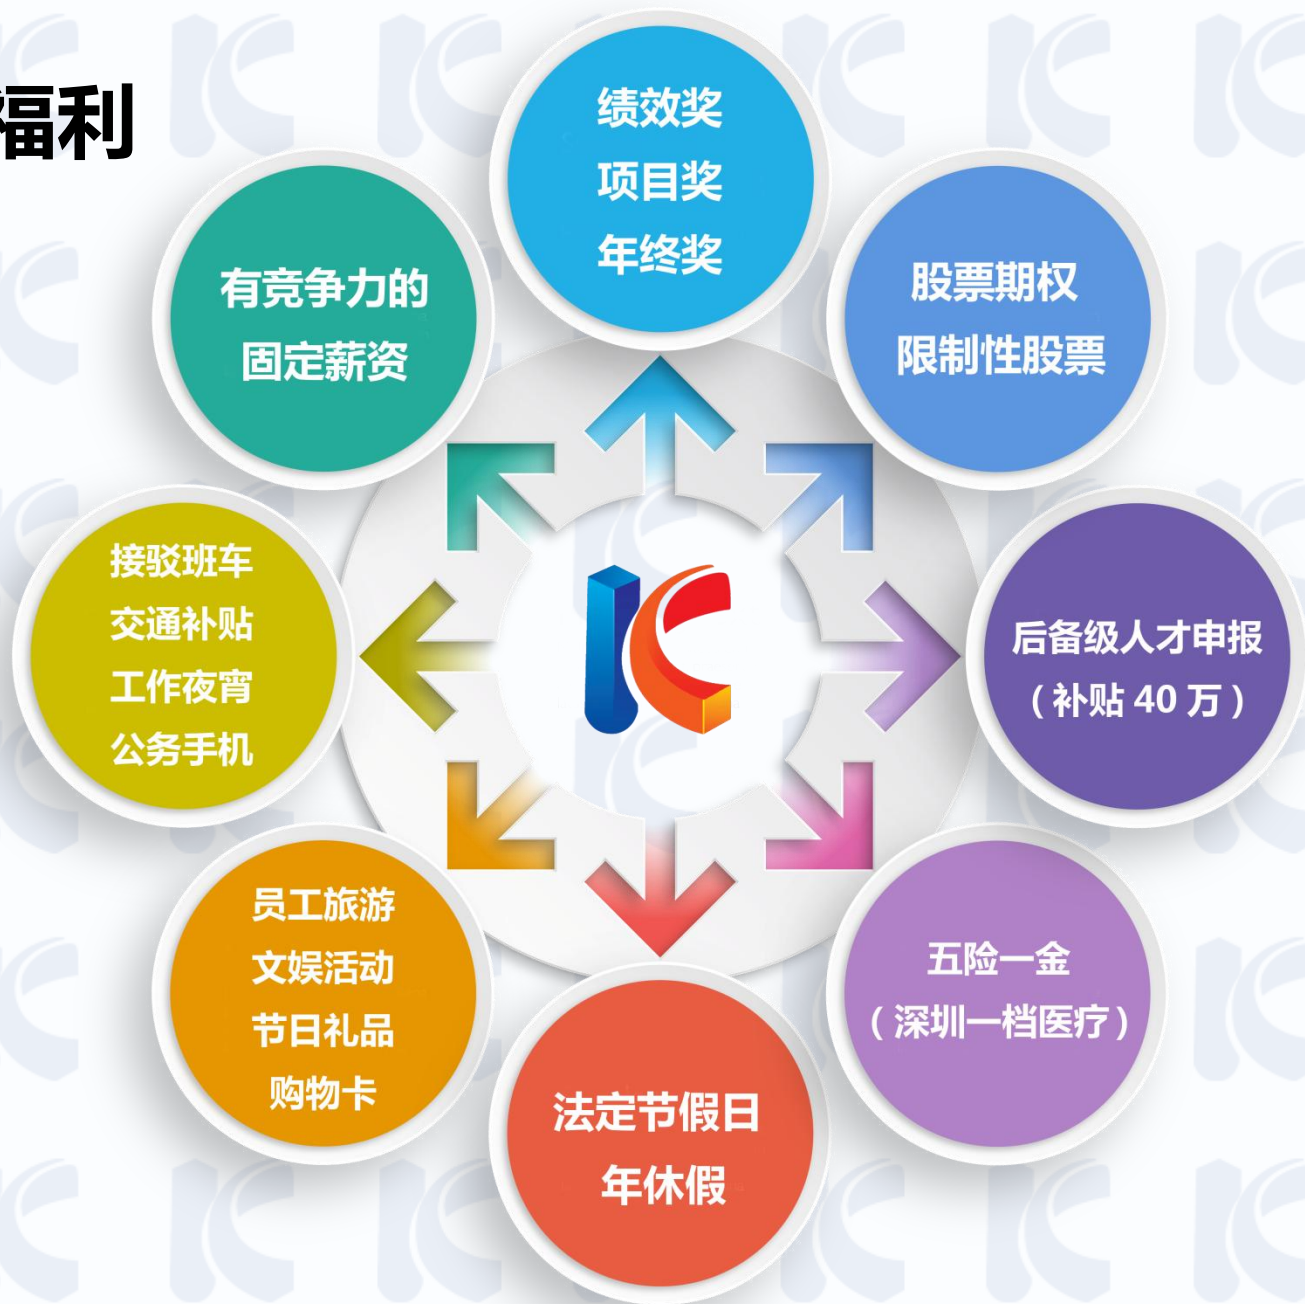 福利
绩效奖
项目奖
年终奖
有竞争力的
固定薪资
股票期权
限制性股票
接驳班车
交通补贴
工作夜宵
公务手机
后备级人才申报
（补贴 40 万）
员工旅游
文娱活动
节日礼品
购物卡
五险一金
（深圳一档医疗）
法定节假日
年休假